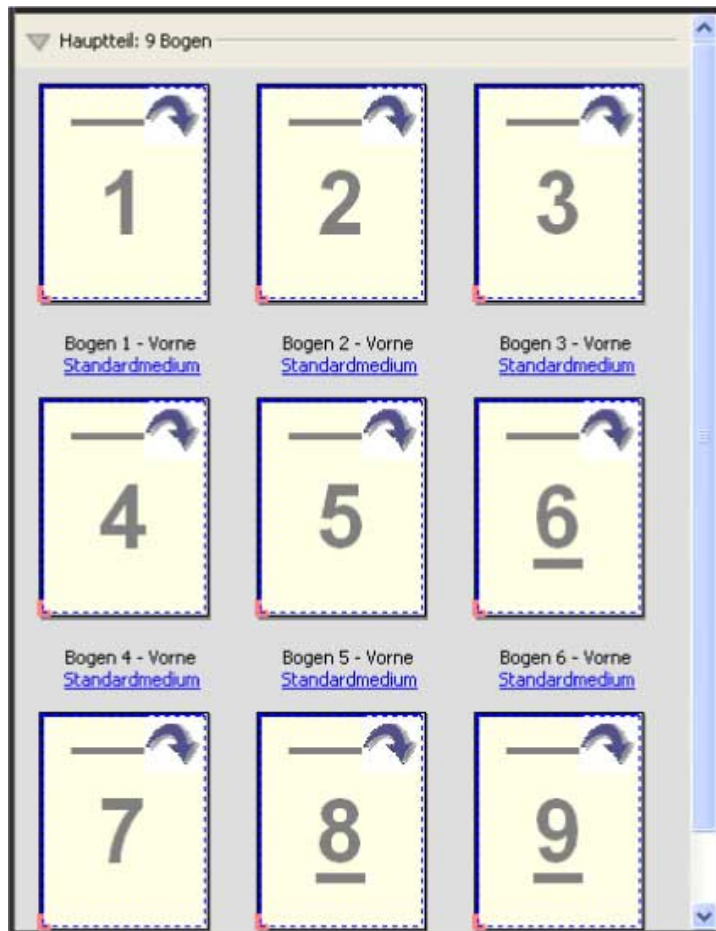 Hauptteil: 9 Bogen
1 2 3
Bogen 1 - Vorne Bogen 2 - Vorne Bogen 3 - Vorne
Standardmedium Standardmedium Standardmedium
4 5 6
Bogen 4 - Vorne Bogen 5 - Vorne Bogen 6 - Vorne
Standardmedium Standardmedium Standardmedium
7 8 9